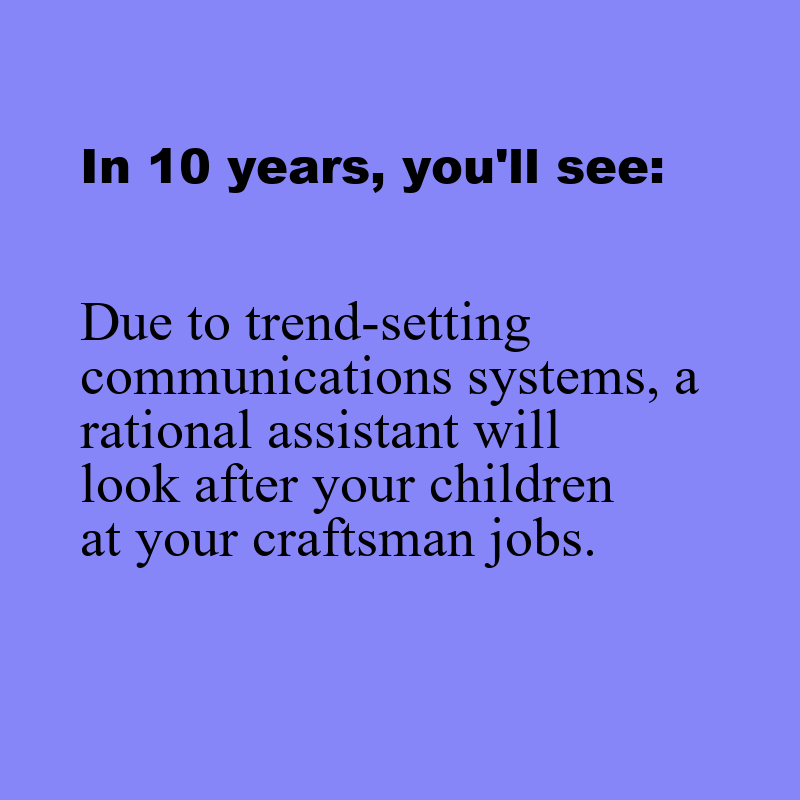 In 10 years, you'll see:
Due to trend-setting
communications systems, a
rational assistant will
look after your children
at your craftsman jobs.